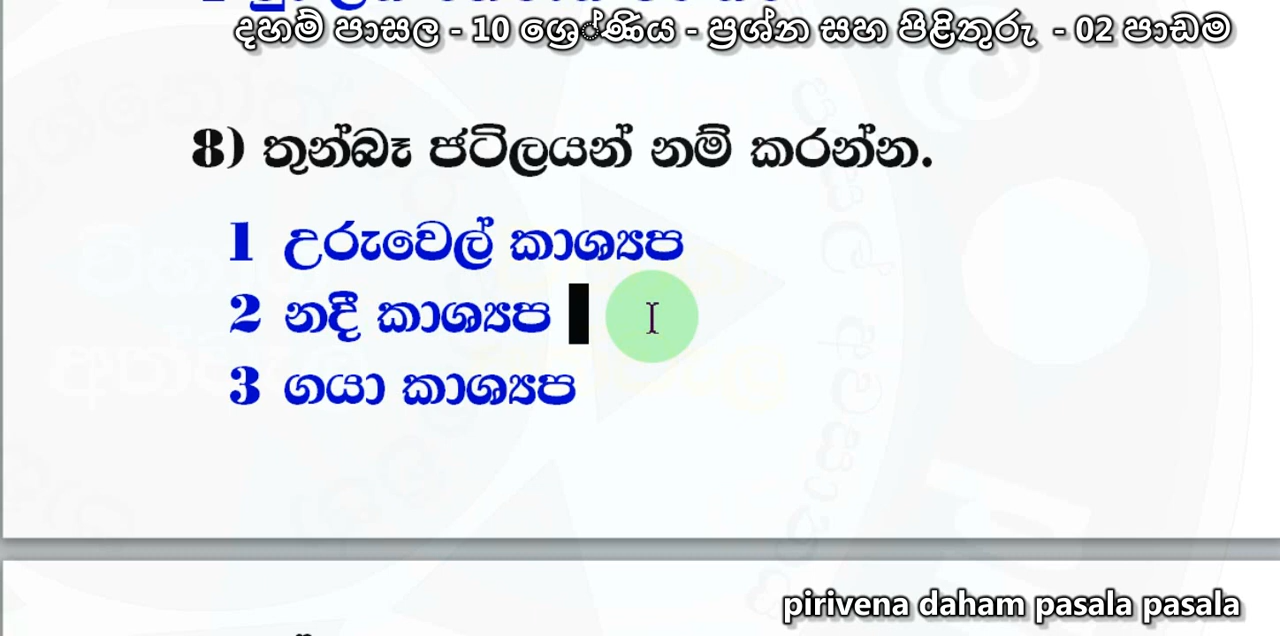 දහම් පාසල - 10 ශ්‍රේණිය - ප්‍රශ්න සහ පිළිතුරු - 02 පාඩම
8) තුන්බෑ ජටිලයන් නම් කරන්න.
1 උරුවෙල් කාශ්‍යප
2 නදී කාශ්‍යප
3 ගයා කාශ්‍යප
pirivena daham pasala pasala